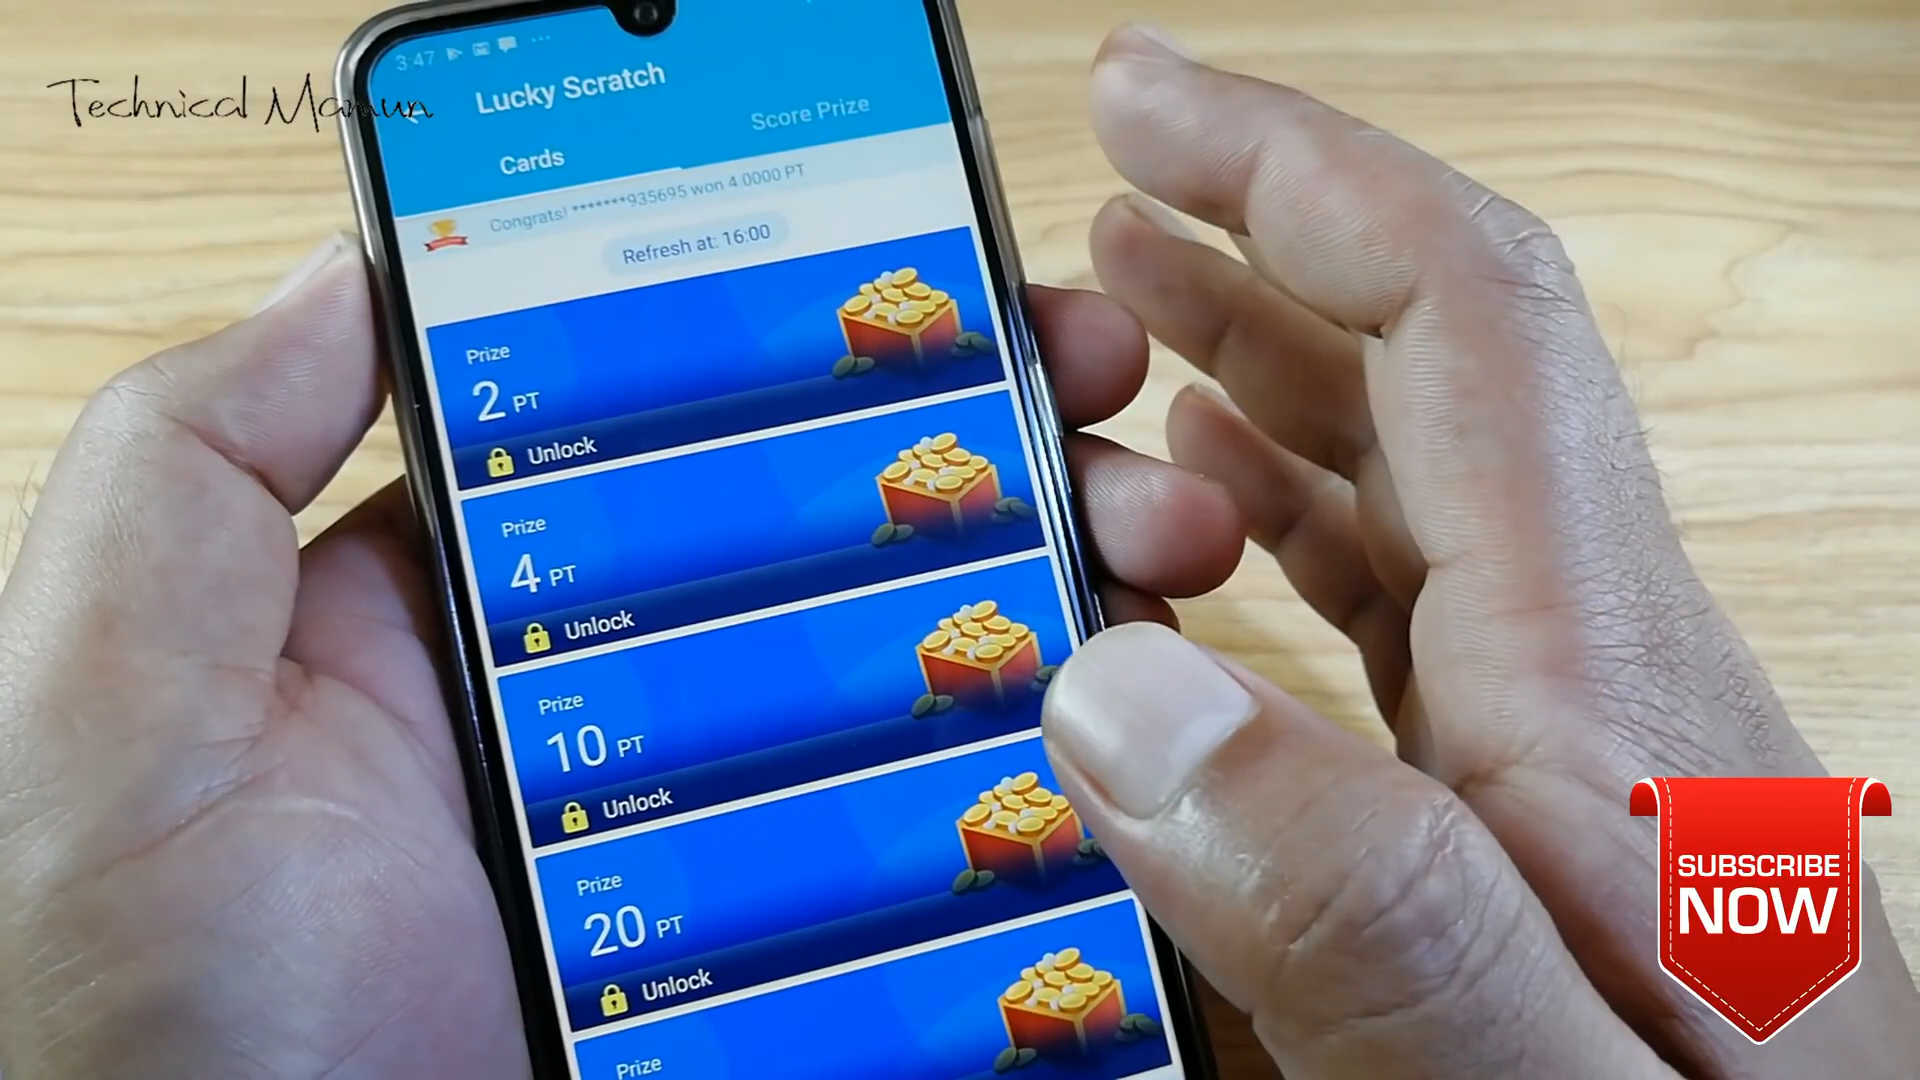 Technical Mamun
3:47
Lucky Scratch
Cards
Score Prize
Congrats! *******935695 won 4.0000 PT
Refresh at: 16:00
Prize
2 PT
Unlock
Prize
4 PT
Unlock
Prize
10 PT
Unlock
Prize
20 PT
Unlock
Prize
SUBSCRIBE
NOW